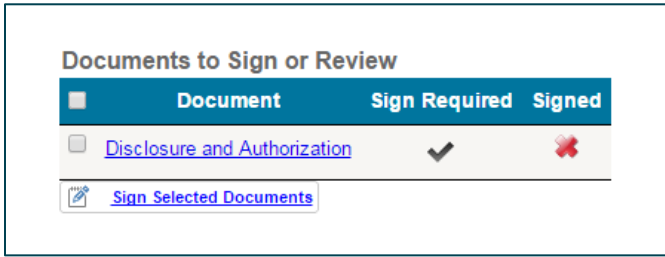 Documents to Sign or Review
Document Sign Required Signed
Disclosure and Authorization
Sign Selected Documents